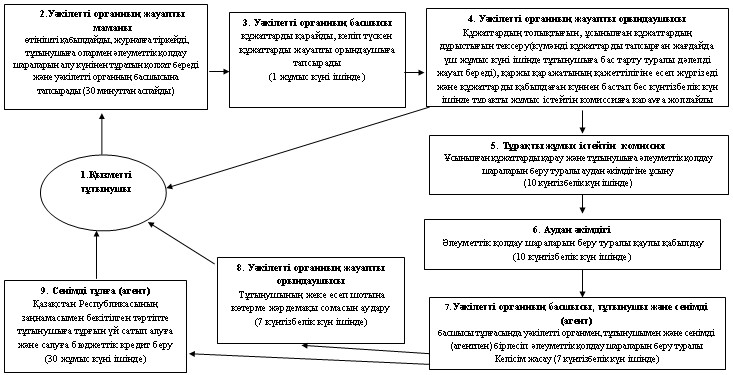 2.Уәкілетті органның жауапты
маманы
өтінішті қабылдайды, журналға тіркейді,
тұтынушыға олармен әлеуметтік қолдау
шараларын алу күнінен тұратын қолхат береді
және уәкілетті органның басшысына
тапсырады (30 минуттан аспайды)
3. Уәкілетті органның басшысы
құжаттарды қарайды, келіп түскен
құжаттарды жауапты орындаушыға
тапсырады
(1 жұмыс күні ішінде)
4. Уәкілетті органның жауапты орындаушысы
Құжаттардың толықтығын, ұсынылған құжаттардың
дұрыстығын тексеру(күмәнді құжаттарды тапсырған жағдайда
үш жұмыс күні ішінде тұтынушыға бас тарту туралы дәлелді
жауап береді), қаржы қаражатының қажеттілігіне есеп жүргізеді
және құжаттарды қабылдаған күннен бастап бес күнтізбелік күн
ішінде тұрақты жұмыс істейтін комиссияға қарауға жолдайды
1.Қызметті
тұтынушы
5. Тұрақты жұмыс істейтін комиссия
Ұсынылған құжаттарды қарау және тұтынушыға әлеуметтік қолдау
шараларын беру туралы аудан әкімдігіне ұсыну
(10 күнтізбелік күн ішінде)
6. Аудан әкімдігі
Әлеуметтік қолдау шараларын беру туралы қаулы қабылдау
(10 күнтізбелік күн ішінде)
7.Уәкілетті органның басшысы, тұтынушы және сенімді
(агент)
басшысы тұлғасында уәкілетті органмен,тұтынушымен және сенімді
(агентпен) бірлесіп әлеуметтік қолдау шараларын беру туралы
Келісім жасау (7 күнтізбелік күн ішінде)
8. Уәкілетті органның жауапты
орындаушысы
Тұтынушының жеке есеп шотына
көтерме жәрдемақы сомасын аудару
(7 күнтізбелік күн ішінде)
9. Сенімді тұлға (агент)
Қазақстан Республикасының
заңнамасымен бекітілген тәртіпте
тұтынушыға тұрғын үй сатып алуға
және салуға бюджеттік кредит беру
(30 жұмыс күні ішінде)